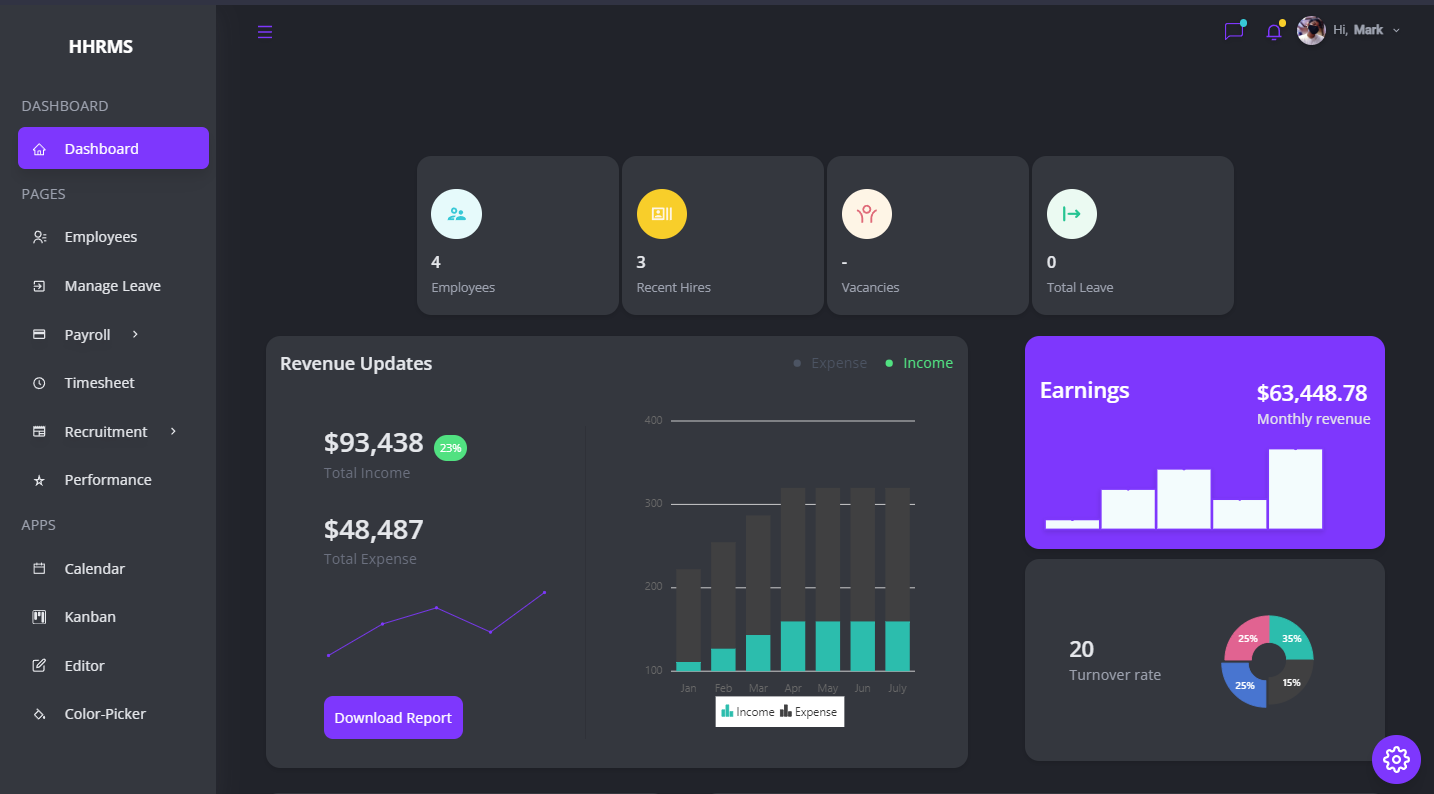 HHRMS
Hi, Mark
DASHBOARD
Dashboard
PAGES
Employees
Manage Leave
Payroll
Timesheet
Recruitment
Performance
APPS
Calendar
Kanban
Editor
Color-Picker
4
Employees
3
Recent Hires
-
Vacancies
0
Total Leave
Revenue Updates
Expense Income
$93,438 23%
Total Income
$48,487
Total Expense
Download Report
400
300
200
100
Jan Feb Mar Apr May Jun July
Income Expense
Earnings
$63,448.78
Monthly revenue
20
Turnover rate
25% 35%
25% 15%